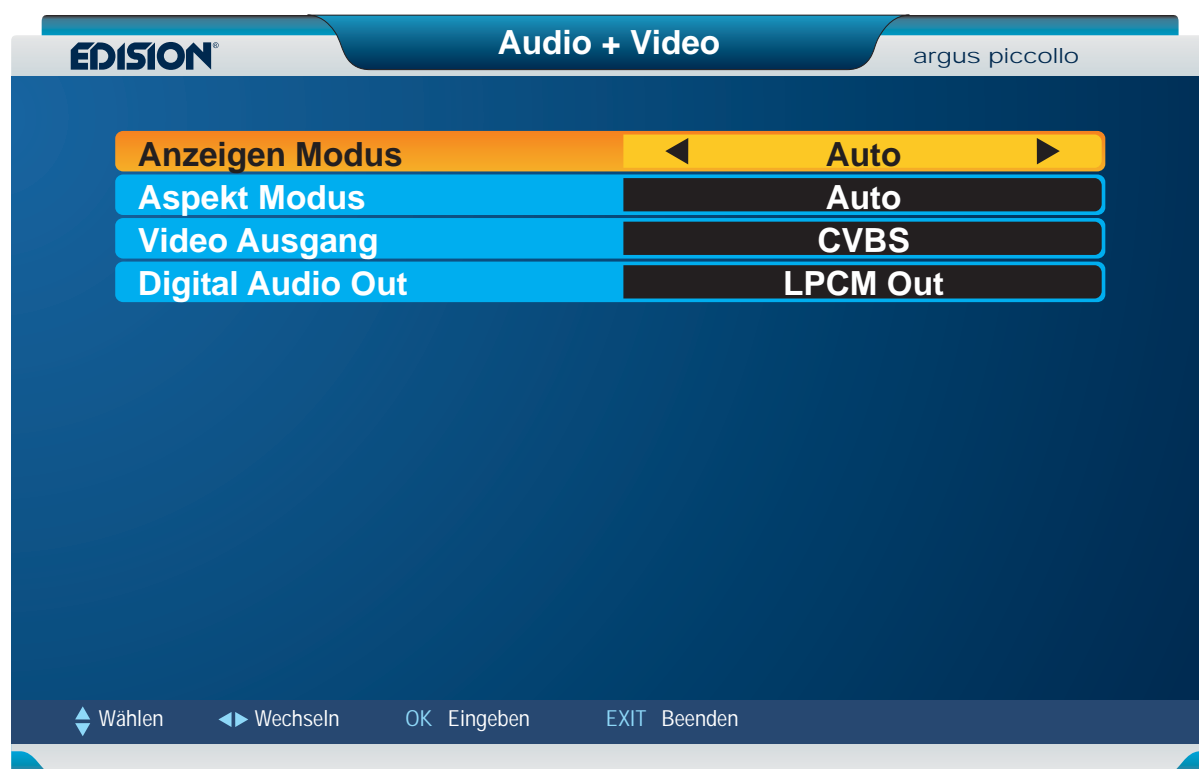 Audio + Video
EDISION®
argus piccollo
Anzeigen Modus Auto
Aspekt Modus Auto
Video Ausgang CVBS
Digital Audio Out LPCM Out
Wählen Wechseln OK Eingeben EXIT Beenden